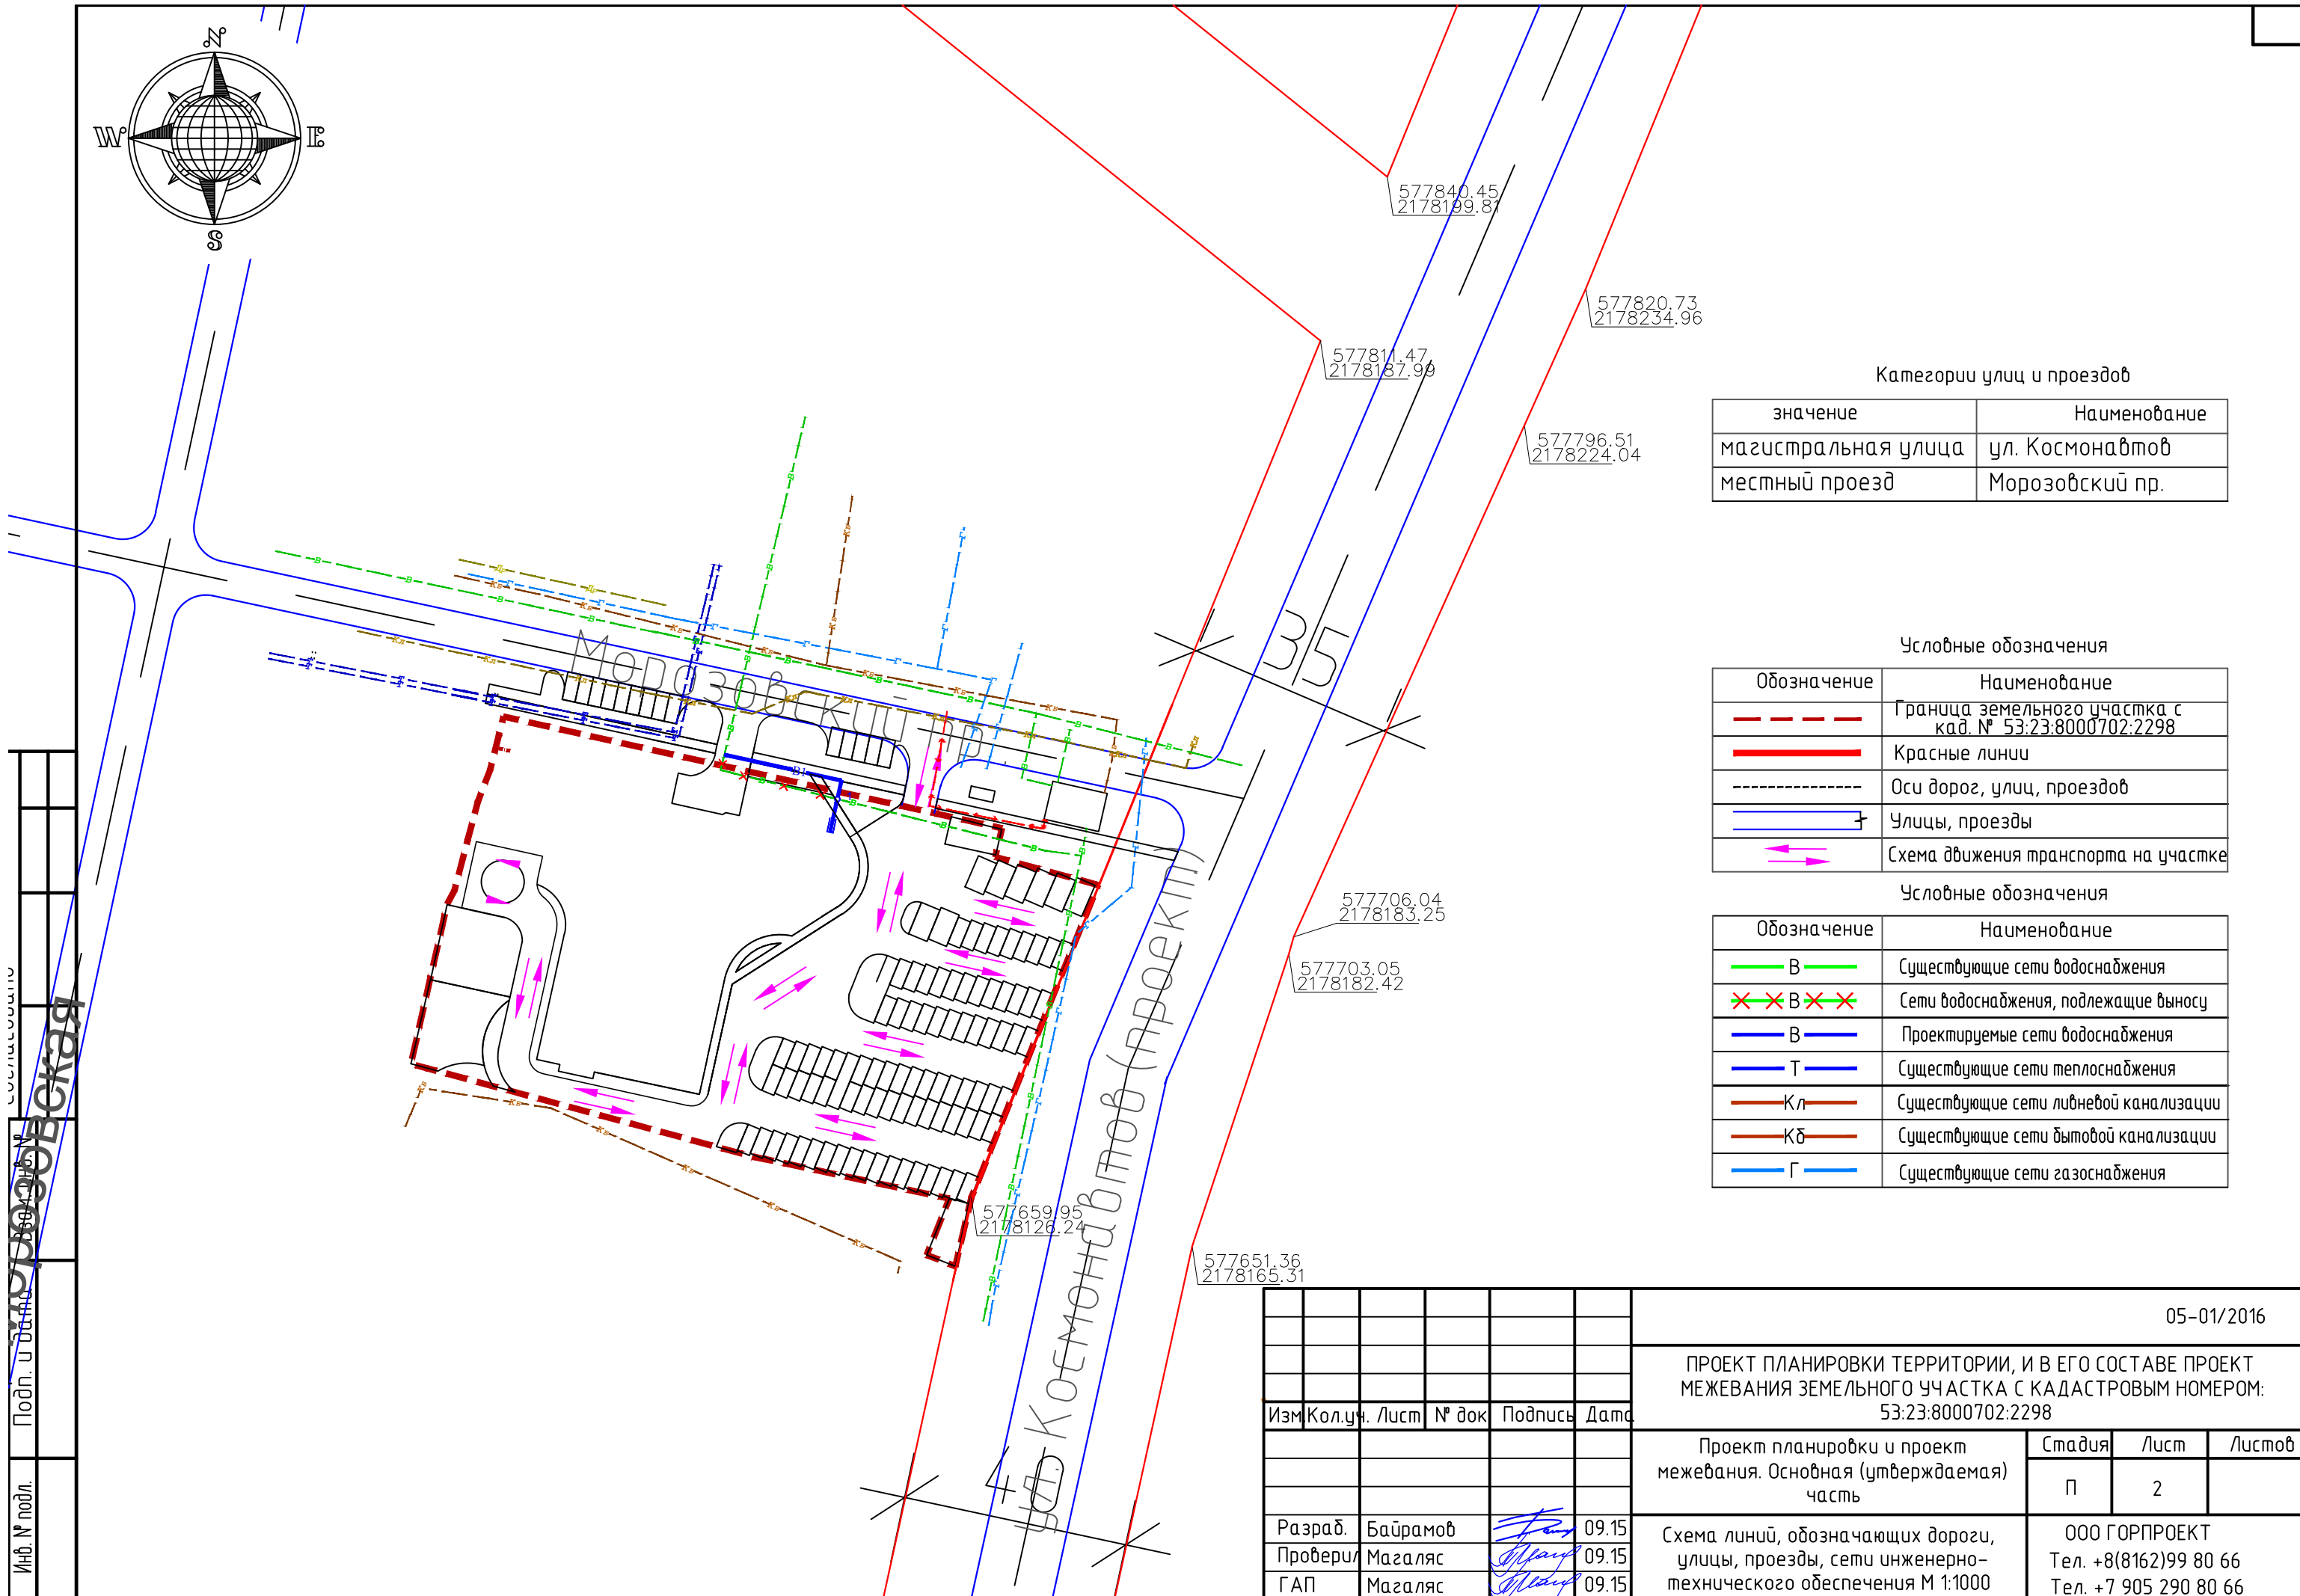 N
W
E
S
577840.45
2178199.81
577820.73
2178234.96
577811.47
2178187.99
577796.51
2178224.04
Категории улиц и проездов
значение Наименование
магистральная улица ул. Космонавтов
местный проезд Морозовский пр.
35
Морозовский пр.
Условные обозначения
Обозначение Наименование
Граница земельного участка с
кад. № 53:23:8000702:2298
Красные линии
Оси дорог, улиц, проездов
Улицы, проезды
Схема движения транспорта на участке
Условные обозначения
Обозначение Наименование
В Существующие сети водоснабжения
В Сети водоснабжения, подлежащие выносу
В Проектируемые сети водоснабжения
Т Существующие сети теплоснабжения
Кл Существующие сети ливневой канализации
Кб Существующие сети бытовой канализации
Г Существующие сети газоснабжения
В1
577706.04
2178183.25
577703.05
2178182.42
577659.95
2178126.24
577651.36
2178165.31
ул. Космонавтов (проект)
40
Согласовано
Взам. инв. №
Подп. и дата
Инв. № подл.
Морозовская
05-01/2016
ПРОЕКТ ПЛАНИРОВКИ ТЕРРИТОРИИ, И В ЕГО СОСТАВЕ ПРОЕКТ
МЕЖЕВАНИЯ ЗЕМЕЛЬНОГО УЧАСТКА С КАДАСТРОВЫМ НОМЕРОМ:
53:23:8000702:2298
Изм. Кол.уч. Лист № док Подпись Дата
Проект планировки и проект
межевания. Основная (утверждаемая)
часть
Стадия Лист Листов
П 2
Разраб. Байрамов 09.15
Проверил Магаляс 09.15
ГАП Магаляс 09.15
Схема линий, обозначающих дороги,
улицы, проезды, сети инженерно-
технического обеспечения М 1:1000
ООО ГОРПРОЕКТ
Тел. +8(8162)99 80 66
Тел. +7 905 290 80 66